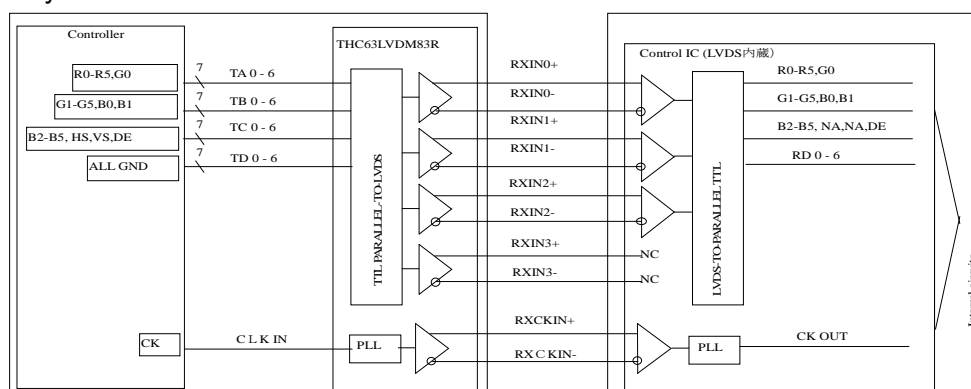 Controller
THC63LVDM83R
Control IC (LVDS内蔵)
R0-R5,G0
7
TA 0 - 6
RXIN0+
R0-R5,G0
G1-G5,B0,B1
7
TB 0 - 6
RXIN0-
G1-G5,B0,B1
B2-B5, HS,VS,DE
7
TC 0 - 6
RXIN1+
B2-B5, NA,NA,DE
ALL GND
7
TD 0 - 6
RXIN1-
RD 0 - 6
TTL PARALLEL-TO-LVDS
LVDS-TO-PARALLEL TTL
RXIN2+
RXIN2-
RXIN3+
NC
RXIN3-
NC
CK
CLK IN
PLL
RXCKIN+
RXCKIN-
PLL
CK OUT